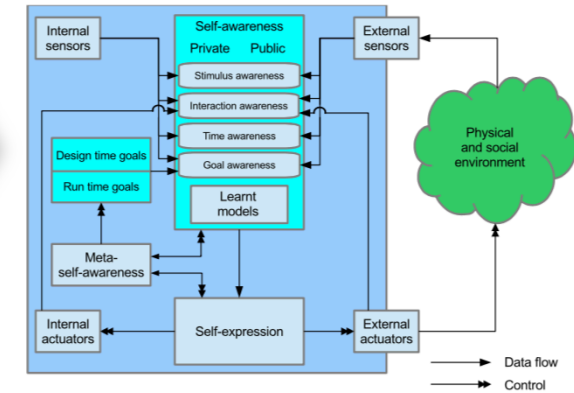 Internal
sensors
Self-awareness
Private Public
External
sensors
Stimulus awareness
Interaction awareness
Time awareness
Goal awareness
Design time goals
Run time goals
Learnt
models
Physical
and social
environment
Meta-
self-awareness
Internal
actuators
Self-expression
External
actuators
Data flow
Control